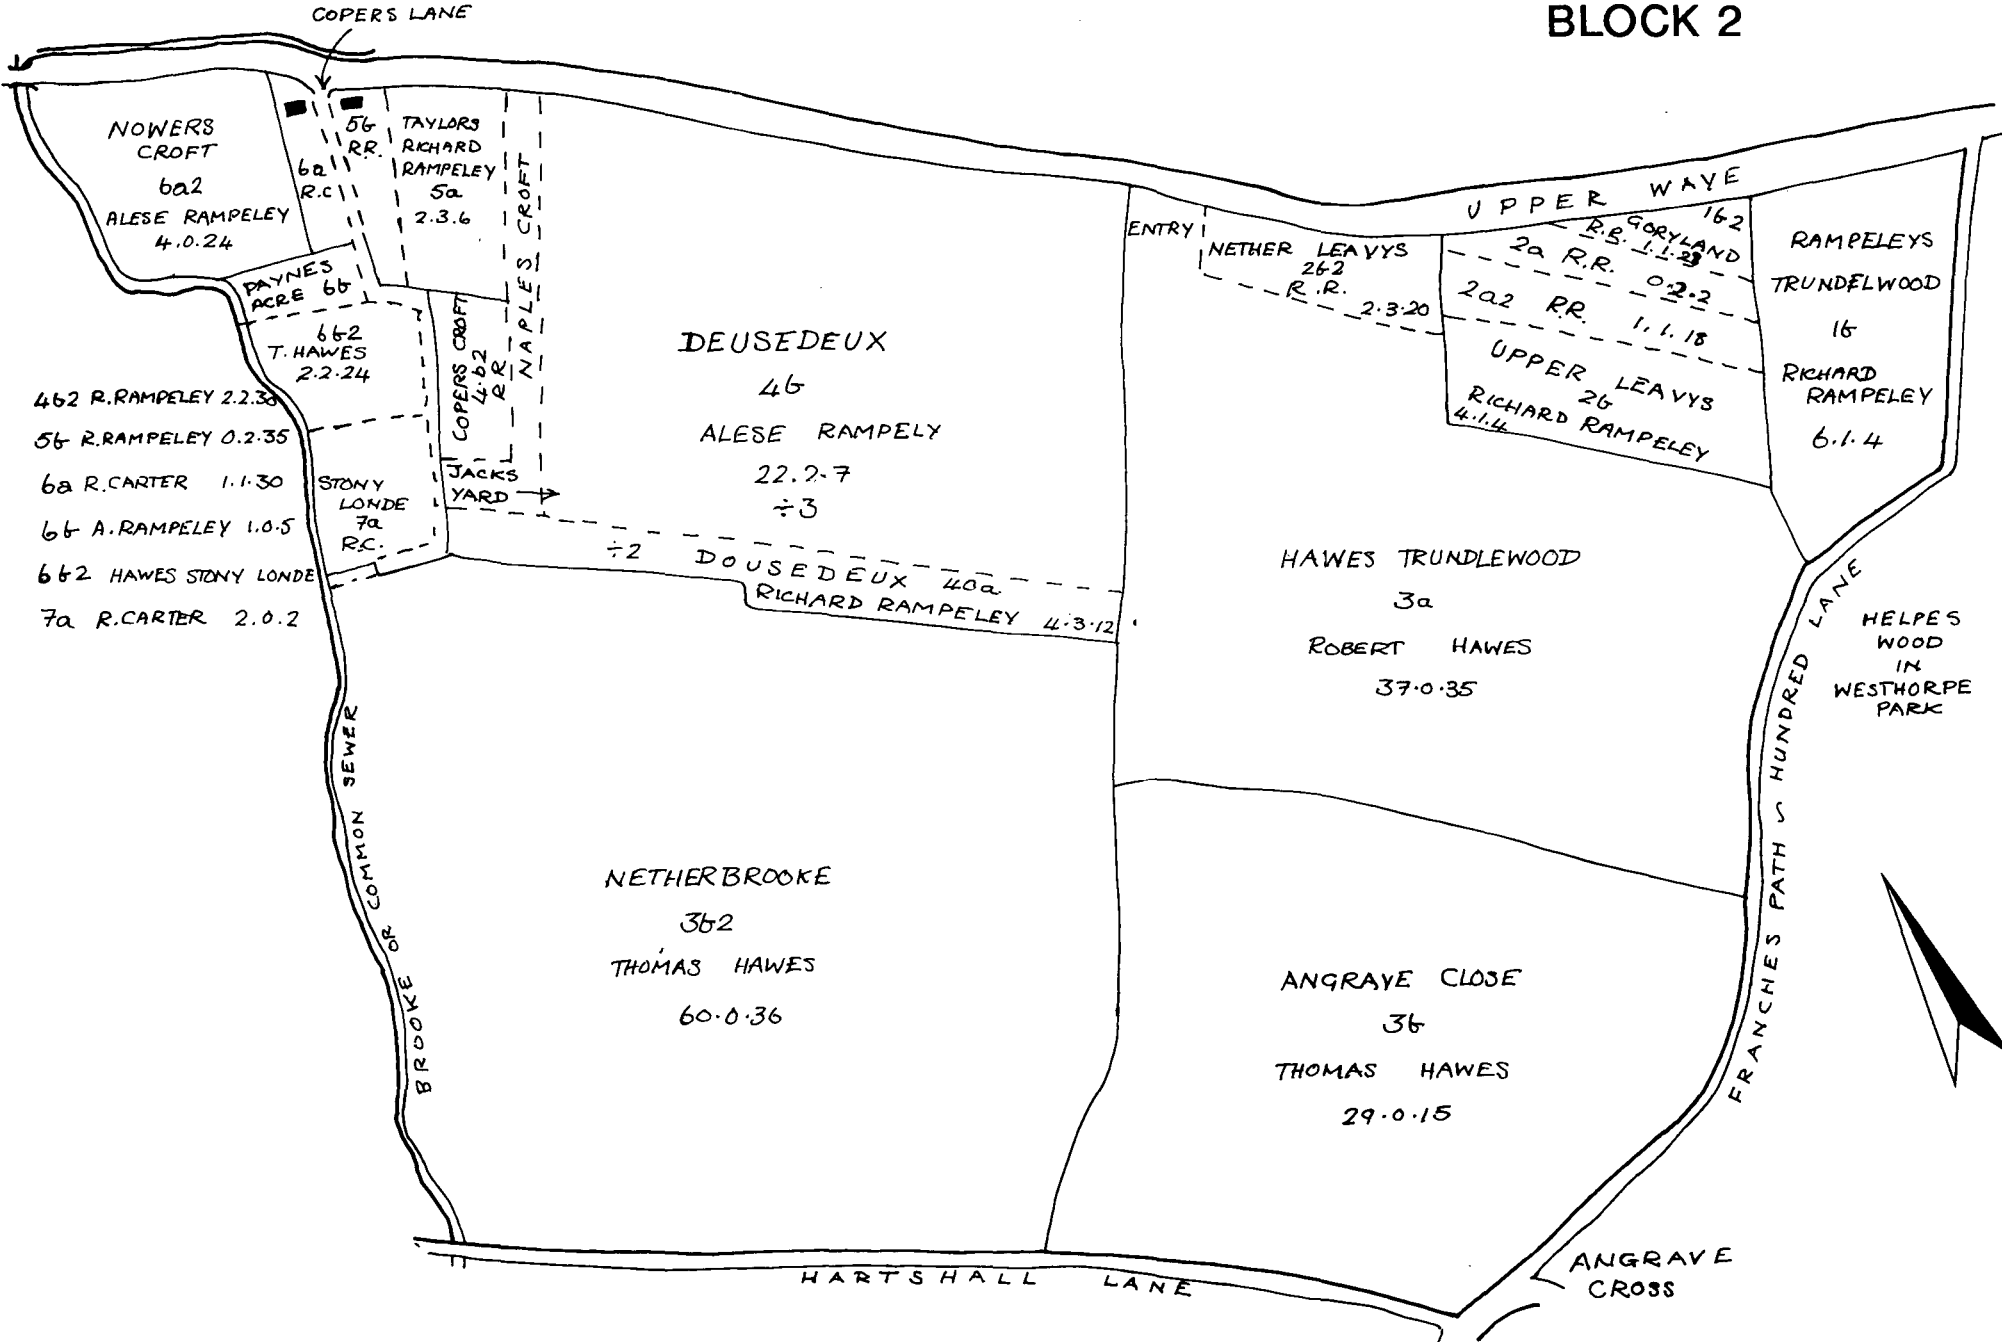 COPERS LANE
BLOCK 2
NOWERS
CROFT
6a2
ALESE RAMPELEY
4.0.24
6a
R.C
5b
R.R.
TAYLORS
RICHARD
RAMPELEY
5a
2.3.6
NAPLES CROFT
PAYNES
ACRE 6b
6b2
T. HAWES
2.2.24
COPERS CROFT
4.b2
R R
JACKS
YARD
STONY
LONDE
7a
R.C.
4b2 R.RAMPELEY 2.2.38
5b R.RAMPELEY 0.2.35
6a R.CARTER 1.1.30
6b A.RAMPELEY 1.0.5
6b2 HAWES STONY LONDE
7a R.CARTER 2.0.2
DEUSEDEUX
4b
ALESE RAMPELY
22.2.7
÷3
÷2 DOUSEDEUX 40a
RICHARD RAMPELEY 4.3.12
UPPER WAYE
ENTRY
NETHER LEAVYS
2b2
R.R.
2.3.20
1b2
GORYLAND
R.B. 1.1.23
2a R.R. 0.2.2
2a2 R.R. 1.1.18
UPPER LEAVYS
2b
RICHARD RAMPELEY
4.1.4
RAMPELEYS
TRUNDELWOOD
1b
RICHARD
RAMPELEY
6.1.4
HAWES TRUNDLEWOOD
3a
ROBERT HAWES
37.0.35
HELPES
WOOD
IN
WESTHORPE
PARK
FRANCHES PATH ~ HUNDRED LANE
BROOKE OR COMMON SEWER
NETHERBROOKE
3b2
THOMAS HAWES
60.0.36
ANGRAVE CLOSE
3b
THOMAS HAWES
29.0.15
HARTSHALL LANE
ANGRAVE
CROSS